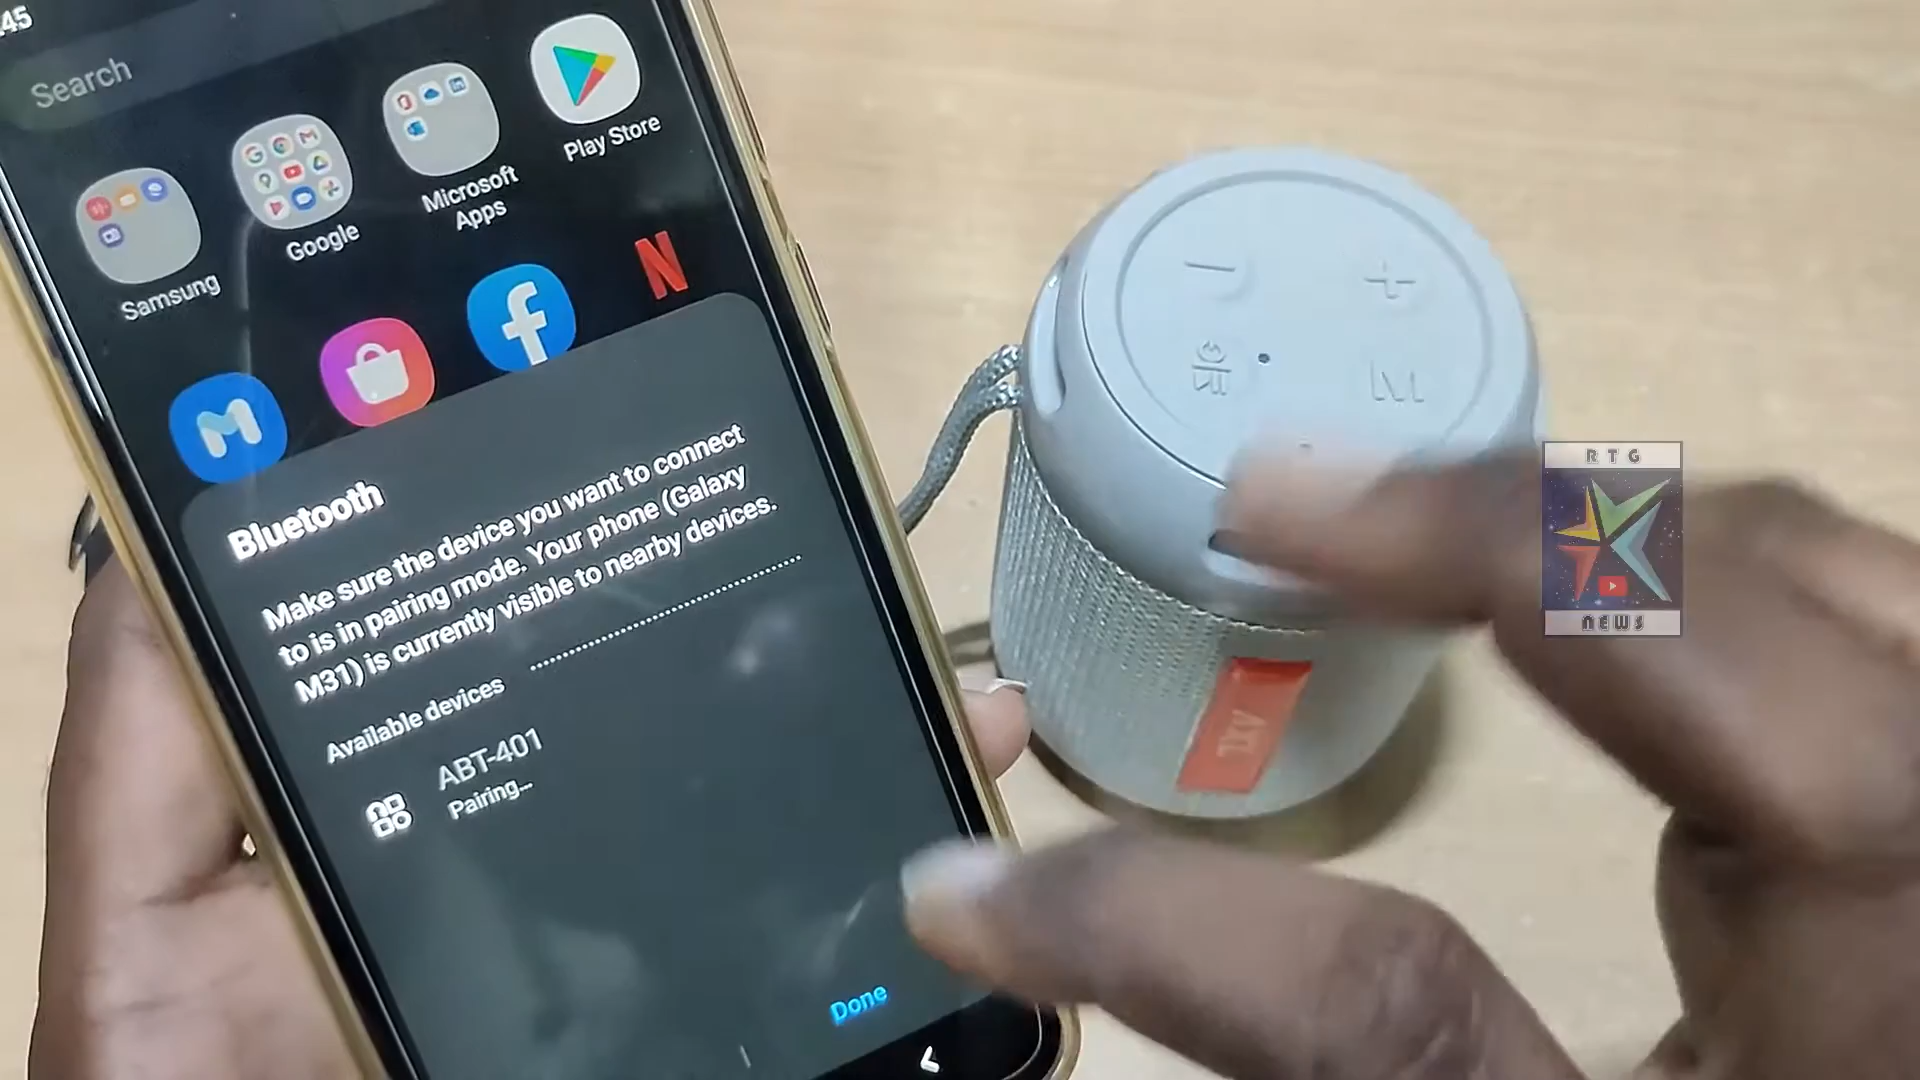 :45
Search
Play Store
Microsoft
Apps
Google
Samsung
Bluetooth
Make sure the device you want to connect
to is in pairing mode. Your phone (Galaxy
M31) is currently visible to nearby devices.
Available devices
ABT-401
Pairing...
Done
AXL
RTG
NEWS